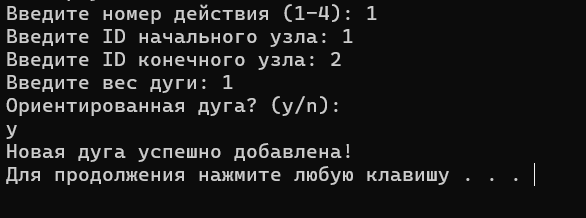 Введите номер действия (1-4): 1
Введите ID начального узла: 1
Введите ID конечного узла: 2
Введите вес дуги: 1
Ориентированная дуга? (y/n):
y
Новая дуга успешно добавлена!
Для продолжения нажмите любую клавишу . . .